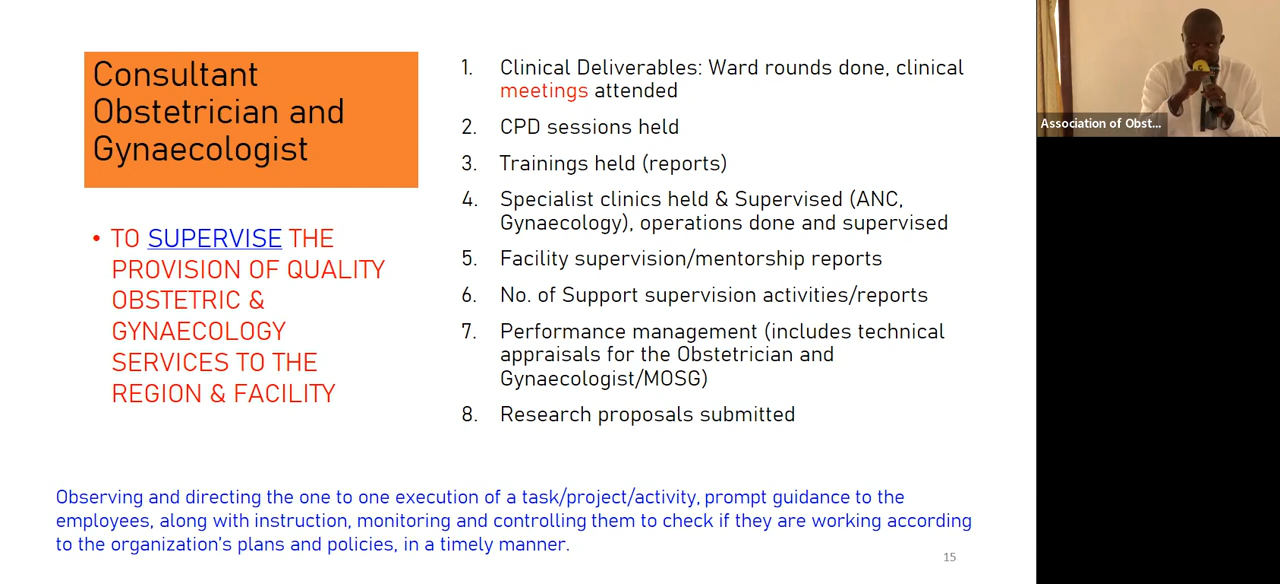 Consultant
Obstetrician and
Gynaecologist
• TO SUPERVISE THE
PROVISION OF QUALITY
OBSTETRIC &
GYNAECOLOGY
SERVICES TO THE
REGION & FACILITY
1. Clinical Deliverables: Ward rounds done, clinical
meetings attended
2. CPD sessions held
3. Trainings held (reports)
4. Specialist clinics held & Supervised (ANC,
Gynaecology), operations done and supervised
5. Facility supervision/mentorship reports
6. No. of Support supervision activities/reports
7. Performance management (includes technical
appraisals for the Obstetrician and
Gynaecologist/MOSG)
8. Research proposals submitted
Observing and directing the one to one execution of a task/project/activity, prompt guidance to the
employees, along with instruction, monitoring and controlling them to check if they are working according
to the organization's plans and policies, in a timely manner.
15
Association of Obst...